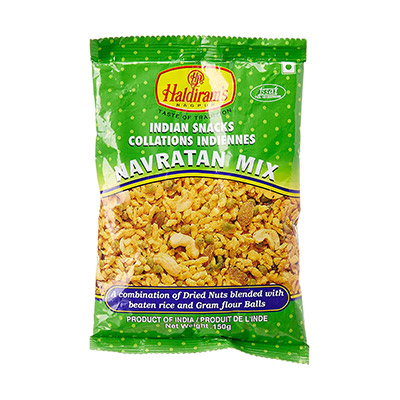 Haldiram's
NAGPUR
TASTE OF TRADITION
INDIAN SNACKS
COLLATIONS INDIENNES
NAVRATAN MIX
A combination of Dried Nuts blended with
beaten rice and Gram flour Balls
PRODUCT OF INDIA / PRODUIT DE L'INDE
Net Weight 150g